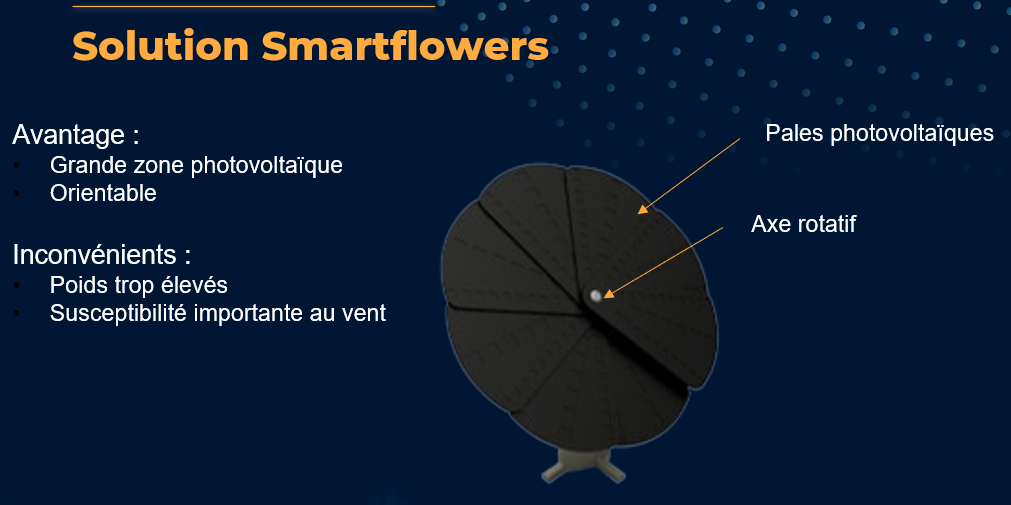 Solution Smartflowers
Avantage :
• Grande zone photovoltaïque
• Orientable
Inconvénients :
• Poids trop élevés
• Susceptibilité importante au vent
Pales photovoltaïques
Axe rotatif